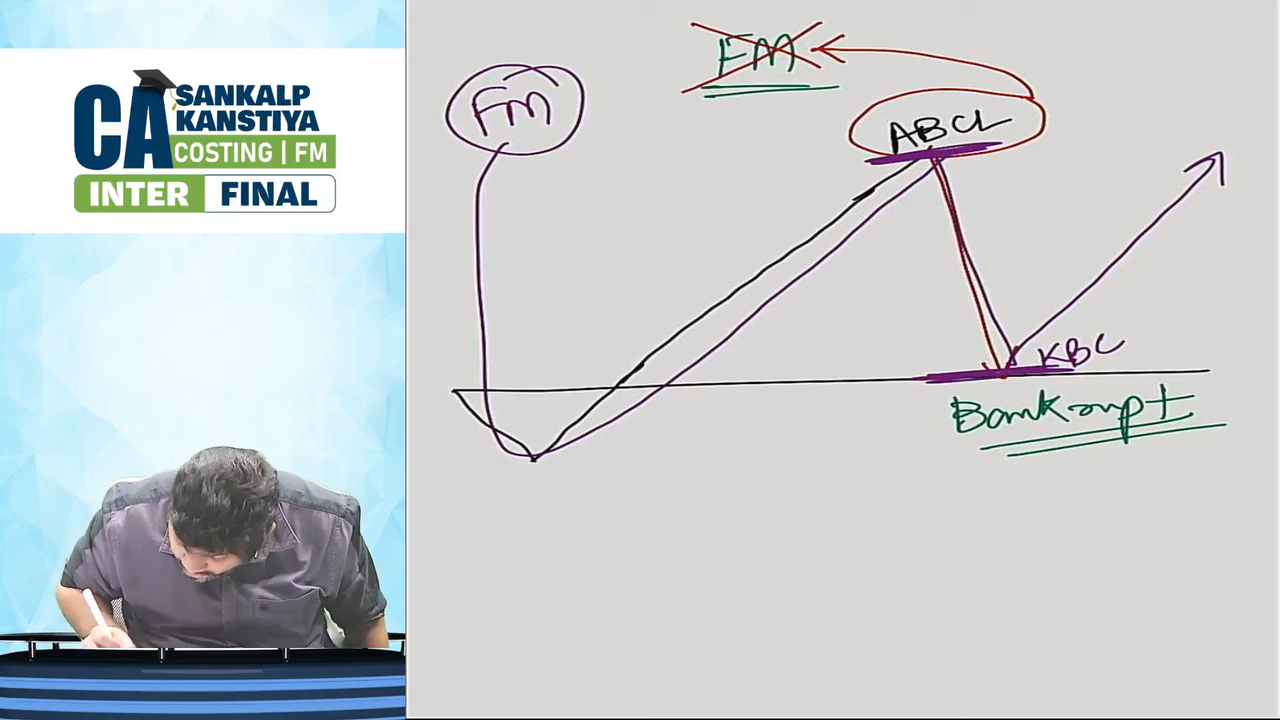 CA
SANKALP
KANSTIYA
COSTING | FM
INTER FINAL
FM
FM
ABCL
KBC
Bankrupt